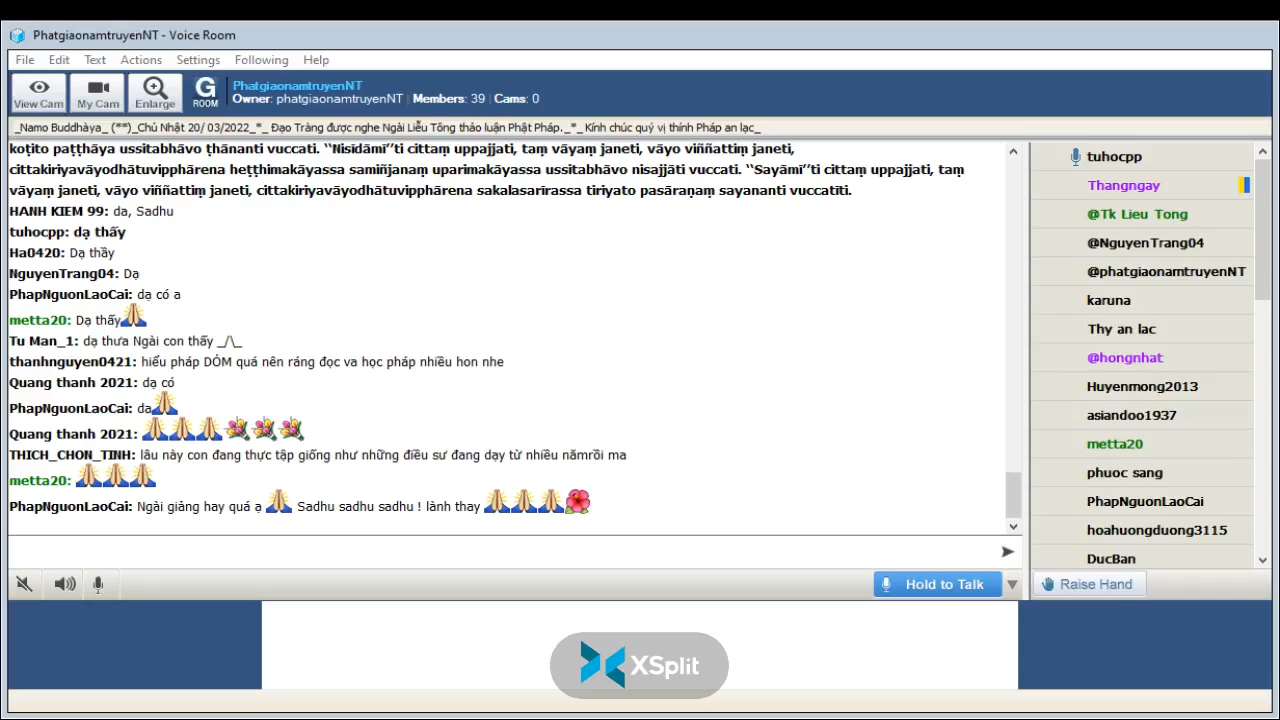 PhatgiaonamtruyenNT - Voice Room
File Edit Text Actions Settings Following Help
View Cam My Cam Enlarge G ROOM
PhatgiaonamtruyenNT
Owner: phatgiaonamtruyenNT | Members: 39 | Cams: 0
_Namo Buddhàya_ (**)_Chủ Nhật 20/ 03/2022_*_ Đạo Tràng được nghe Ngài Liễu Tông thảo luận Phật Pháp._*_ Kính chúc quý vị thính Pháp an lạc_
koṭito paṭṭhāya ussitabhāvo ṭhānanti vuccati. ‘‘Nisīdāmī’’ti cittaṃ uppajjati, taṃ vāyaṃ janeti, vāyo viññattiṃ janeti,
cittakiriyavāyodhātuvipphārena heṭṭhimakāyassa samiñjanaṃ uparimakāyassa ussitabhāvo nisajjāti vuccati. ‘‘Sayāmī’’ti cittaṃ uppajjati, taṃ
vāyaṃ janeti, vāyo viññattiṃ janeti, cittakiriyavāyodhātuvipphārena sakalasarīrassa tiriyato pasāraṇaṃ sayananti vuccatīti.
HANH KIEM 99: da, Sadhu
tuhocpp: dạ thấy
Ha0420: Dạ thầy
NguyenTrang04: Dạ
PhapNguonLaoCai: dạ có a
metta20: Dạ thấy
Tu Man_1: dạ thưa Ngài con thấy _/\_
thanhnguyen0421: hiểu pháp DỎM quá nên ráng đọc va học pháp nhiều hon nhe
Quang thanh 2021: dạ có
PhapNguonLaoCai: da
Quang thanh 2021:
THICH_CHON_TINH: lâu này con đang thực tập giống như những điều sư đang dạy từ nhiều nămrồi ma
metta20:
PhapNguonLaoCai: Ngài giảng hay quá ạ Sadhu sadhu sadhu ! lành thay
Hold to Talk
tuhocpp
Thangngay
@Tk Lieu Tong
@NguyenTrang04
@phatgiaonamtruyenNT
karuna
Thy an lac
@hongnhat
Huyenmong2013
asiandoo1937
metta20
phuoc sang
PhapNguonLaoCai
hoahuongduong3115
DucBan
Raise Hand
XSplit